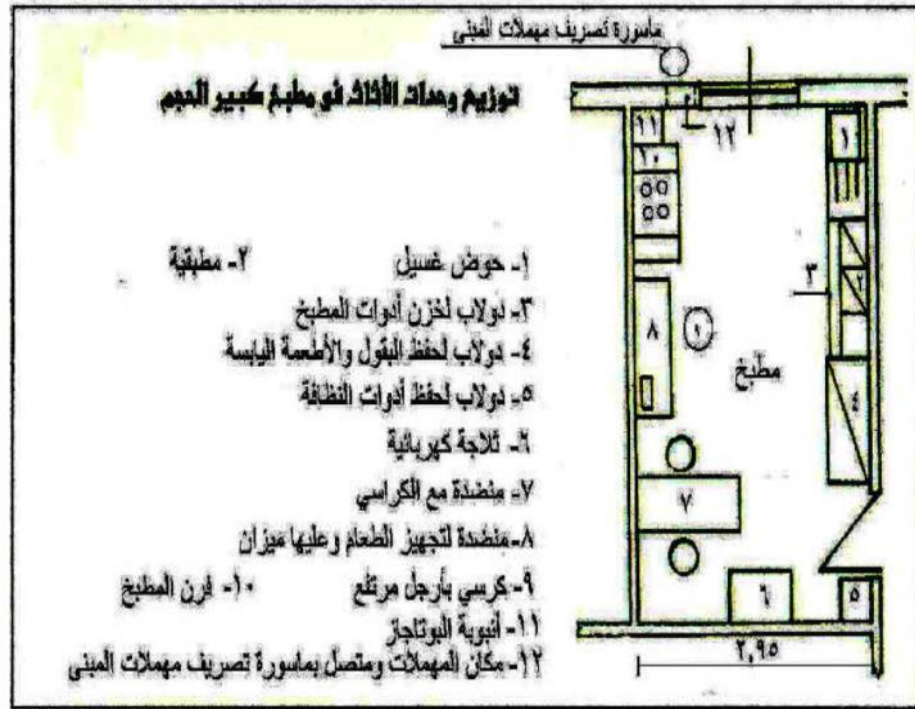 ماسورة تصريف مهملات المبنى
توزيع وحدات الأثاث في مطبخ كبير الحجم
١- حوض غسيل ٢- مطبقية
٣- دولاب لخزن أدوات المطبخ
٤- دولاب لحفظ البقول والأطعمة اليابسة
٥- دولاب لحفظ أدوات النظافة
٦- ثلاجة كهربائية
٧- منضدة مع الكراسي
٨- منضدة لتجهيز الطعام وعليها ميزان
٩- كرسي بأرجل مرتفع ١٠- فرن المطبخ
١١- أنبوبة البوتاجاز
١٢- مكان المهملات ومتصل بماسورة تصريف مهملات المبنى
١١
١٢
١
١٠
٣
٢
٨
مطبخ
٤
٧
٦
٥
٢,٩٥